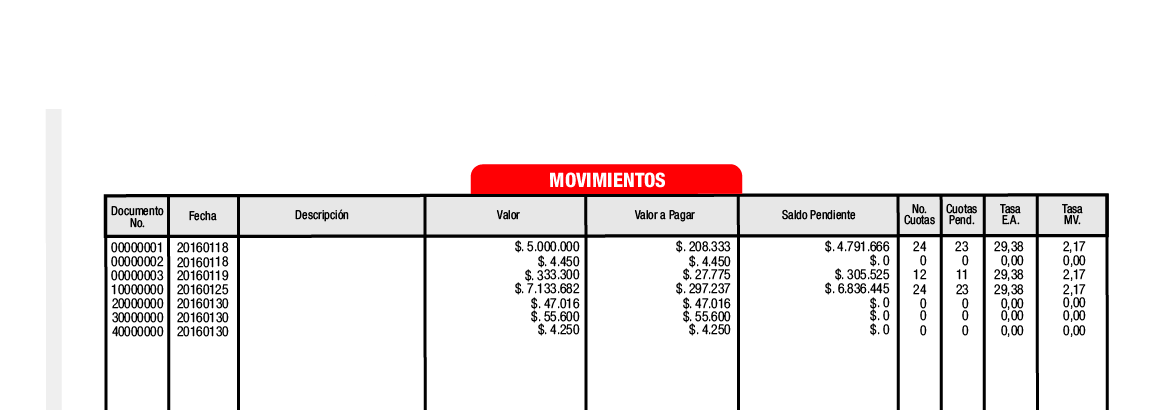 MOVIMIENTOS
Documento No. Fecha Descripción Valor Valor a Pagar Saldo Pendiente No. Cuotas Cuotas Pend. Tasa E.A. Tasa MV.
00000001 20160118 $. 5.000.000 $. 208.333 $. 4.791.666 24 23 29,38 2,17
00000002 20160118 $. 4.450 $. 4.450 $. 0 0 0 0,00 0,00
00000003 20160119 $. 333.300 $. 27.775 $. 305.525 12 11 29,38 2,17
10000000 20160125 $. 7.133.682 $. 297.237 $. 6.836.445 24 23 29,38 2,17
20000000 20160130 $. 47.016 $. 47.016 $. 0 0 0 0,00 0,00
30000000 20160130 $. 55.600 $. 55.600 $. 0 0 0 0,00 0,00
40000000 20160130 $. 4.250 $. 4.250 $. 0 0 0 0,00 0,00